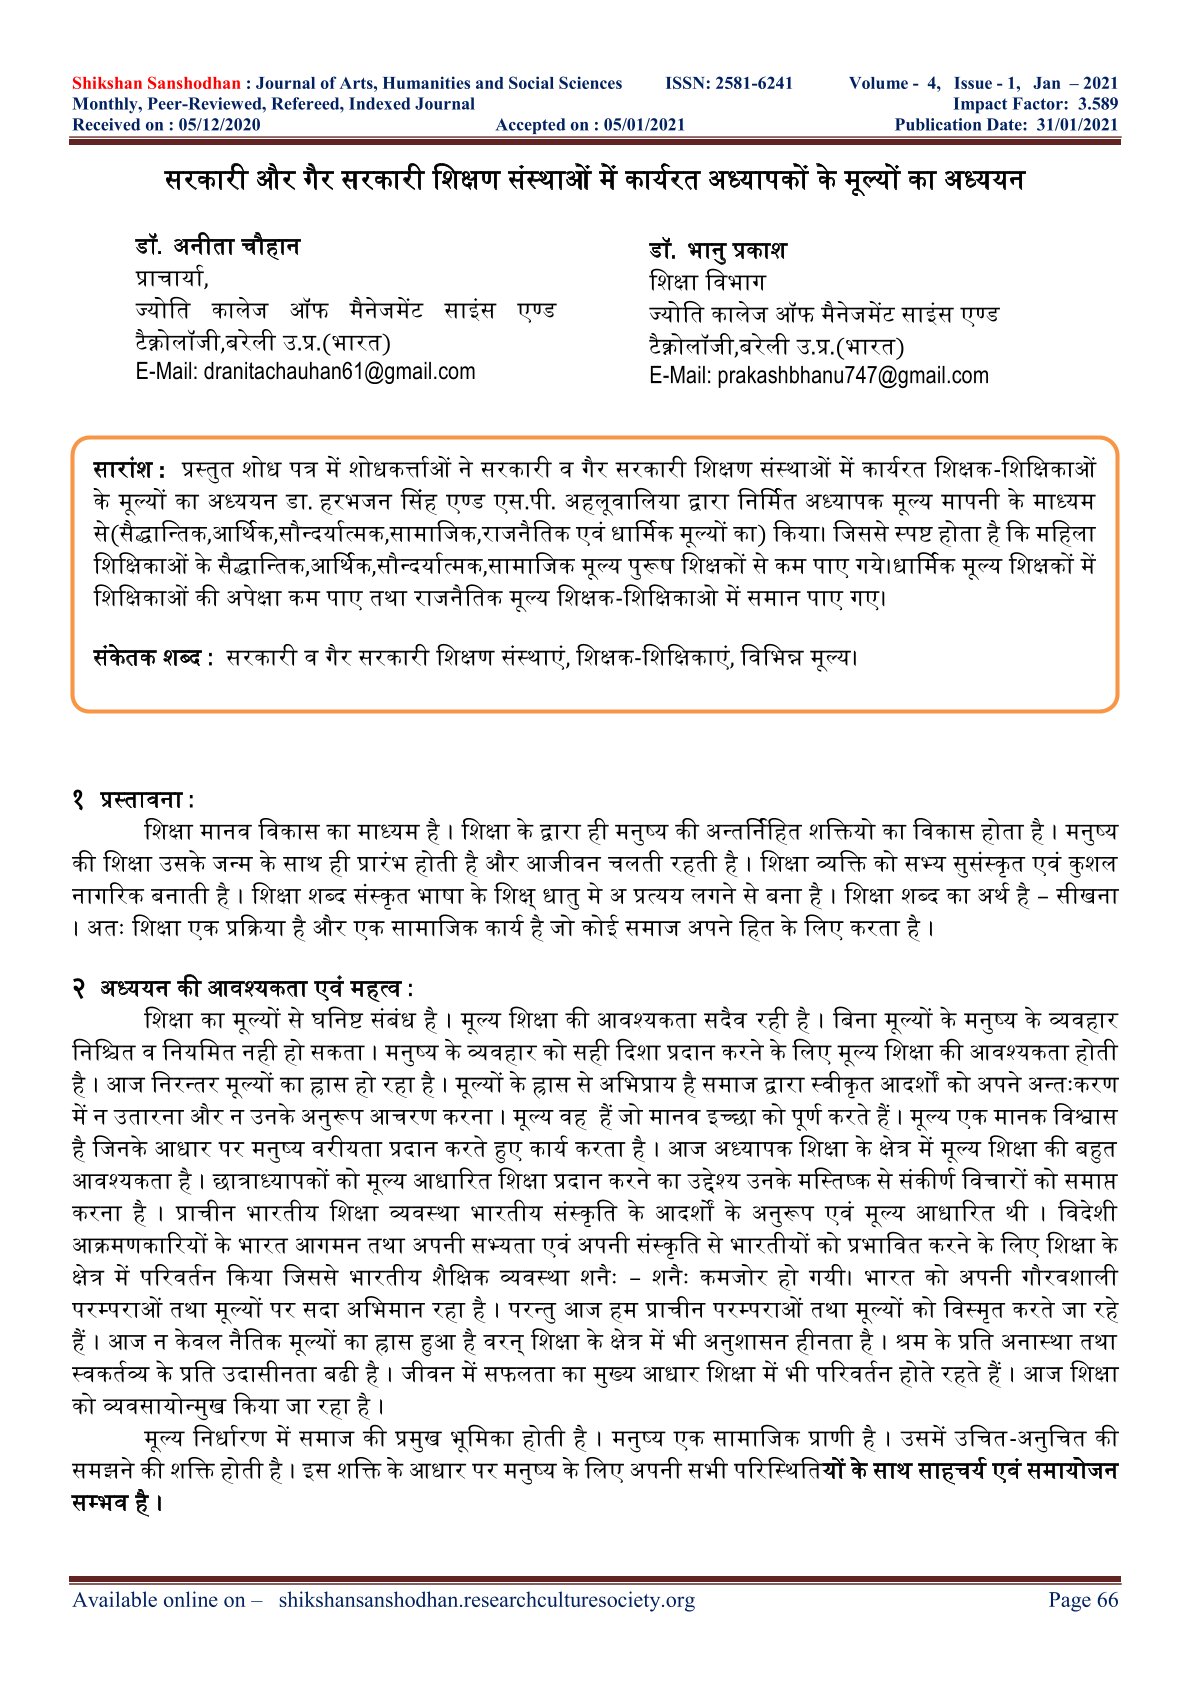 Shikshan Sanshodhan : Journal of Arts, Humanities and Social Sciences ISSN: 2581-6241 Volume - 4, Issue - 1, Jan – 2021
Monthly, Peer-Reviewed, Refereed, Indexed Journal Impact Factor: 3.589
Received on : 05/12/2020 Accepted on : 05/01/2021 Publication Date: 31/01/2021
सरकारी और गैर सरकारी शिक्षण संस्थाओं में कार्यरत अध्यापकों के मूल्यों का अध्ययन
डॉ. अनीता चौहान
प्राचार्या,
ज्योति कालेज ऑफ मैनेजमेंट साइंस एण्ड
टैक्नोलॉजी,बरेली उ.प्र.(भारत)
E-Mail: dranitachauhan61@gmail.com
डॉ. भानु प्रकाश
शिक्षा विभाग
ज्योति कालेज ऑफ मैनेजमेंट साइंस एण्ड
टैक्नोलॉजी,बरेली उ.प्र.(भारत)
E-Mail: prakashbhanu747@gmail.com
सारांश : प्रस्तुत शोध पत्र में शोधकर्त्ताओं ने सरकारी व गैर सरकारी शिक्षण संस्थाओं में कार्यरत शिक्षक-शिक्षिकाओं
के मूल्यों का अध्ययन डा. हरभजन सिंह एण्ड एस.पी. अहलूवालिया द्वारा निर्मित अध्यापक मूल्य मापनी के माध्यम
से(सैद्धान्तिक,आर्थिक,सौन्दर्यात्मक,सामाजिक,राजनैतिक एवं धार्मिक मूल्यों का) किया। जिससे स्पष्ट होता है कि महिला
शिक्षिकाओं के सैद्धान्तिक,आर्थिक,सौन्दर्यात्मक,सामाजिक मूल्य पुरूष शिक्षकों से कम पाए गये।धार्मिक मूल्य शिक्षकों में
शिक्षिकाओं की अपेक्षा कम पाए तथा राजनैतिक मूल्य शिक्षक-शिक्षिकाओ में समान पाए गए।
संकेतक शब्द : सरकारी व गैर सरकारी शिक्षण संस्थाएं, शिक्षक-शिक्षिकाएं, विभिन्न मूल्य।
१ प्रस्तावना :
शिक्षा मानव विकास का माध्यम है । शिक्षा के द्वारा ही मनुष्य की अन्तर्निहित शक्तियो का विकास होता है । मनुष्य
की शिक्षा उसके जन्म के साथ ही प्रारंभ होती है और आजीवन चलती रहती है । शिक्षा व्यक्ति को सभ्य सुसंस्कृत एवं कुशल
नागरिक बनाती है । शिक्षा शब्द संस्कृत भाषा के शिक्ष् धातु मे अ प्रत्यय लगने से बना है । शिक्षा शब्द का अर्थ है – सीखना
। अतः शिक्षा एक प्रक्रिया है और एक सामाजिक कार्य है जो कोई समाज अपने हित के लिए करता है ।
२ अध्ययन की आवश्यकता एवं महत्व :
शिक्षा का मूल्यों से घनिष्ट संबंध है । मूल्य शिक्षा की आवश्यकता सदैव रही है । बिना मूल्यों के मनुष्य के व्यवहार
निश्चित व नियमित नही हो सकता । मनुष्य के व्यवहार को सही दिशा प्रदान करने के लिए मूल्य शिक्षा की आवश्यकता होती
है । आज निरन्तर मूल्यों का ह्रास हो रहा है । मूल्यों के ह्रास से अभिप्राय है समाज द्वारा स्वीकृत आदर्शों को अपने अन्तःकरण
में न उतारना और न उनके अनुरूप आचरण करना । मूल्य वह हैं जो मानव इच्छा को पूर्ण करते हैं । मूल्य एक मानक विश्वास
है जिनके आधार पर मनुष्य वरीयता प्रदान करते हुए कार्य करता है । आज अध्यापक शिक्षा के क्षेत्र में मूल्य शिक्षा की बहुत
आवश्यकता है । छात्राध्यापकों को मूल्य आधारित शिक्षा प्रदान करने का उद्देश्य उनके मस्तिष्क से संकीर्ण विचारों को समाप्त
करना है । प्राचीन भारतीय शिक्षा व्यवस्था भारतीय संस्कृति के आदर्शों के अनुरूप एवं मूल्य आधारित थी । विदेशी
आक्रमणकारियों के भारत आगमन तथा अपनी सभ्यता एवं अपनी संस्कृति से भारतीयों को प्रभावित करने के लिए शिक्षा के
क्षेत्र में परिवर्तन किया जिससे भारतीय शैक्षिक व्यवस्था शनैः – शनैः कमजोर हो गयी। भारत को अपनी गौरवशाली
परम्पराओं तथा मूल्यों पर सदा अभिमान रहा है । परन्तु आज हम प्राचीन परम्पराओं तथा मूल्यों को विस्मृत करते जा रहे
हैं । आज न केवल नैतिक मूल्यों का ह्रास हुआ है वरन् शिक्षा के क्षेत्र में भी अनुशासन हीनता है । श्रम के प्रति अनास्था तथा
स्वकर्तव्य के प्रति उदासीनता बढी है । जीवन में सफलता का मुख्य आधार शिक्षा में भी परिवर्तन होते रहते हैं । आज शिक्षा
को व्यवसायोन्मुख किया जा रहा है ।
मूल्य निर्धारण में समाज की प्रमुख भूमिका होती है । मनुष्य एक सामाजिक प्राणी है । उसमें उचित-अनुचित की
समझने की शक्ति होती है । इस शक्ति के आधार पर मनुष्य के लिए अपनी सभी परिस्थितियों के साथ साहचर्य एवं समायोजन
सम्भव है ।
Available online on – shikshansanshodhan.researchculturesociety.org Page 66